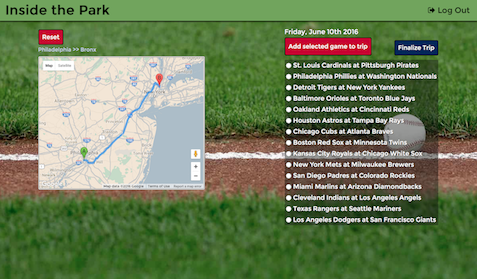 Inside the Park
Log Out
Reset
Philadelphia >> Bronx
Map Satellite
Map data ©2016 Google Terms of Use Report a map error
Friday, June 10th 2016
Add selected game to trip
Finalize Trip
St. Louis Cardinals at Pittsburgh Pirates
Philadelphia Phillies at Washington Nationals
Detroit Tigers at New York Yankees
Baltimore Orioles at Toronto Blue Jays
Oakland Athletics at Cincinnati Reds
Houston Astros at Tampa Bay Rays
Chicago Cubs at Atlanta Braves
Boston Red Sox at Minnesota Twins
Kansas City Royals at Chicago White Sox
New York Mets at Milwaukee Brewers
San Diego Padres at Colorado Rockies
Miami Marlins at Arizona Diamondbacks
Cleveland Indians at Los Angeles Angels
Texas Rangers at Seattle Mariners
Los Angeles Dodgers at San Francisco Giants